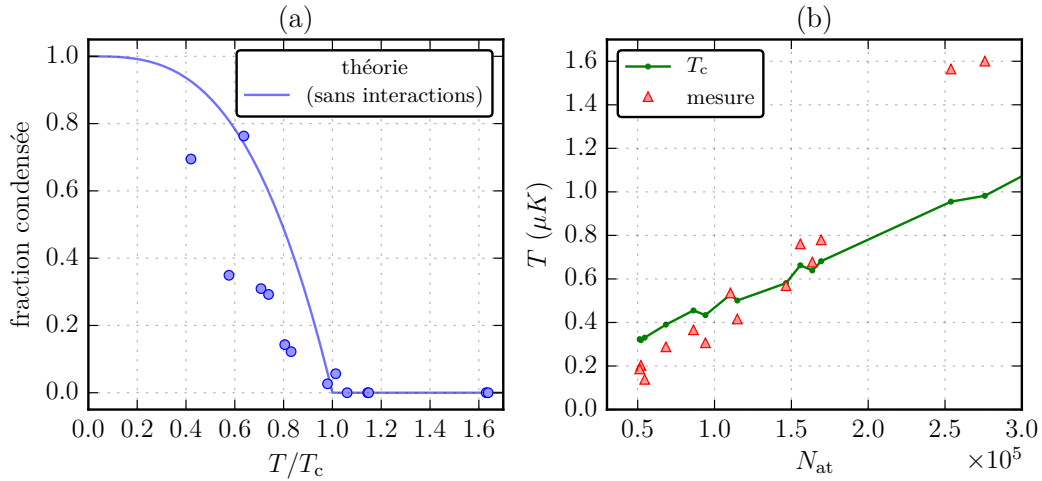 (a)
fraction condensée
1.0
0.8
0.6
0.4
0.2
0.0
théorie
(sans interactions)
0.0 0.2 0.4 0.6 0.8 1.0 1.2 1.4 1.6
T/Tc
(b)
T (μK)
1.6
1.4
1.2
1.0
0.8
0.6
0.4
0.2
0.0
Tc
mesure
0.5 1.0 1.5 2.0 2.5 3.0
Nat
×10⁵